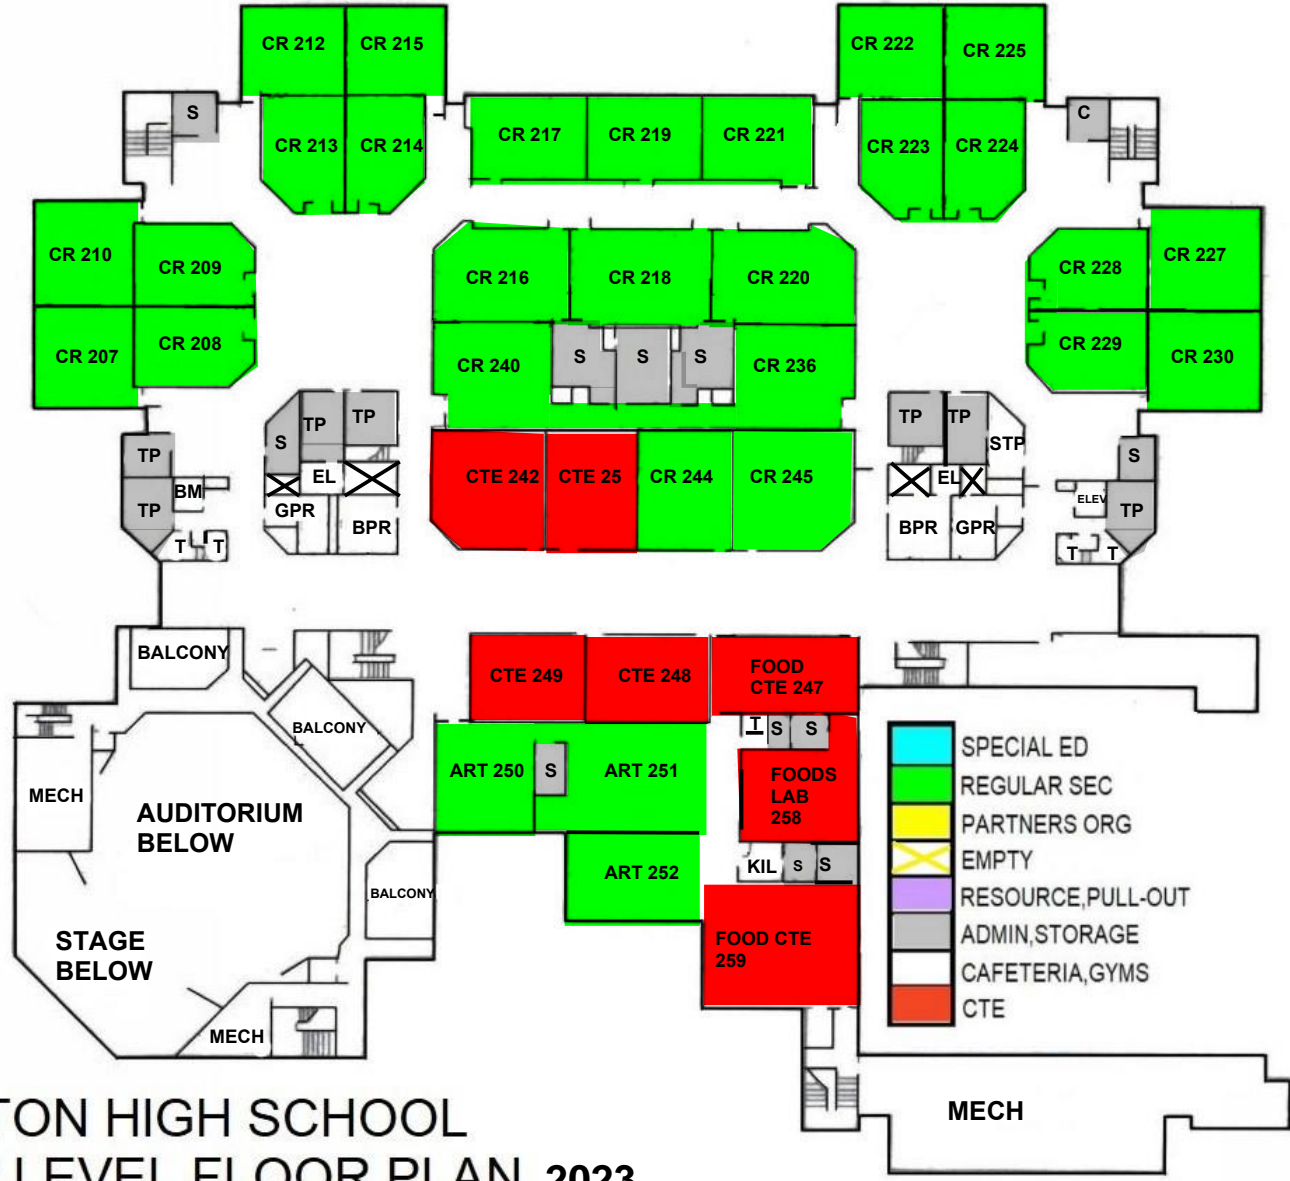 CR 212
CR 215
CR 222
CR 225
S
CR 213
CR 214
CR 217
CR 219
CR 221
CR 223
CR 224
C
CR 210
CR 209
CR 216
CR 218
CR 220
CR 228
CR 227
CR 207
CR 208
CR 240
S
S
S
CR 236
CR 229
CR 230
TP
TP
BM
T
T
S
TP
TP
EL
GPR
BPR
CTE 242
CTE 25
CR 244
CR 245
TP
TP
STP
EL
BPR
GPR
S
ELEV
TP
T
T
BALCONY
BALCONY
MECH
AUDITORIUM
BELOW
BALCONY
STAGE
BELOW
MECH
CTE 249
CTE 248
FOOD
CTE 247
T
S
S
ART 250
S
ART 251
FOODS
LAB
258
ART 252
KIL
S
S
FOOD CTE
259
SPECIAL ED
REGULAR SEC
PARTNERS ORG
EMPTY
RESOURCE,PULL-OUT
ADMIN,STORAGE
CAFETERIA,GYMS
CTE
MECH
TON HIGH SCHOOL
LEVEL FLOOR PLAN 2023